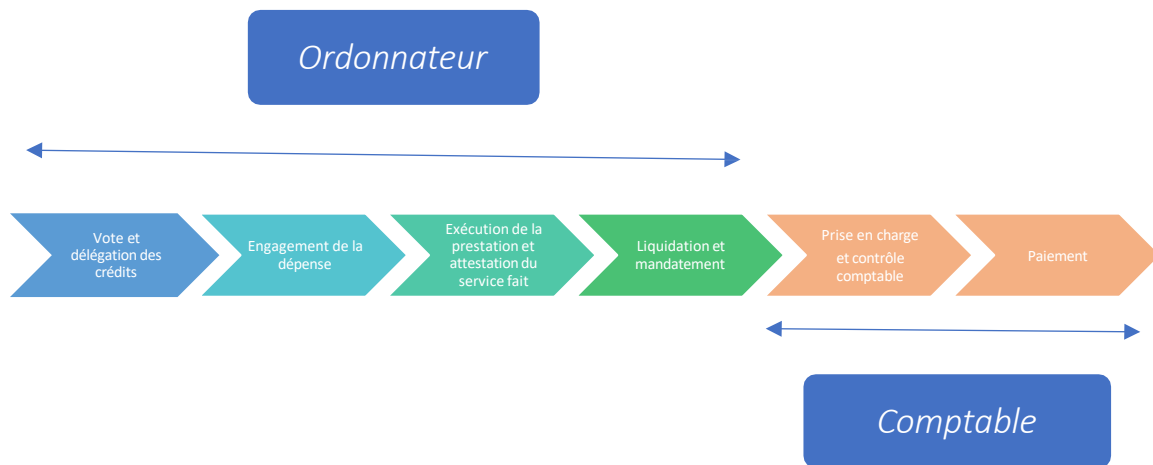 Ordonnateur
Vote et
délégation des
crédits
Engagement de la
dépense
Exécution de la
prestation et
attestation du
service fait
Liquidation et
mandatement
Prise en charge
et contrôle
comptable
Paiement
Comptable